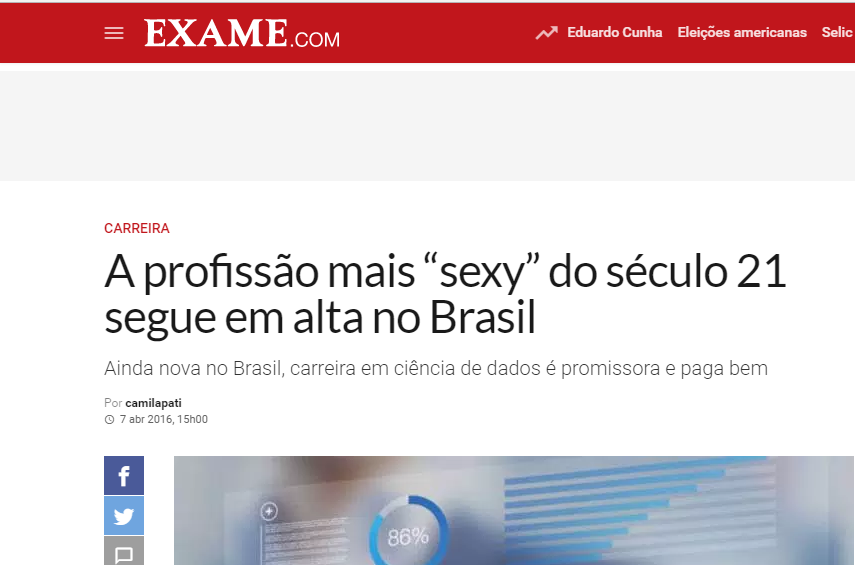 EXAME.COM
Eduardo Cunha Eleições americanas Selic
CARREIRA
A profissão mais “sexy” do século 21
segue em alta no Brasil
Ainda nova no Brasil, carreira em ciência de dados é promissora e paga bem
Por camilapati
7 abr 2016, 15h00
86%